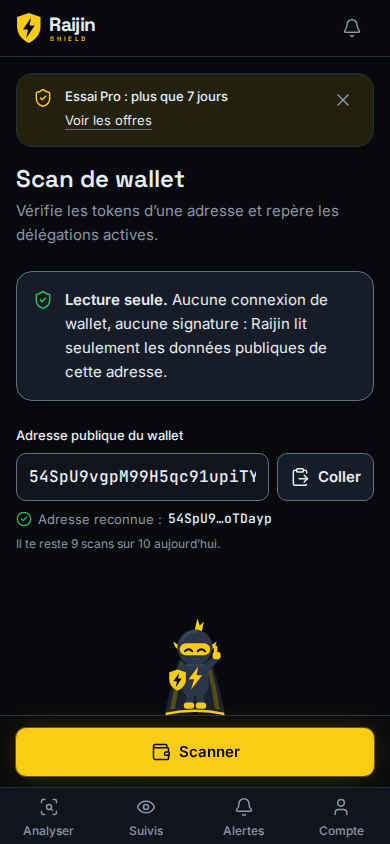 Raijin
SHIELD
Essai Pro : plus que 7 jours
Voir les offres
Scan de wallet
Vérifie les tokens d’une adresse et repère les
délégations actives.
Lecture seule. Aucune connexion de
wallet, aucune signature : Raijin lit
seulement les données publiques de
cette adresse.
Adresse publique du wallet
54SpU9vgpM99H5qc91upiTY
Coller
Adresse reconnue : 54SpU9…oTDayp
Il te reste 9 scans sur 10 aujourd’hui.
Scanner
Analyser
Suivis
Alertes
Compte